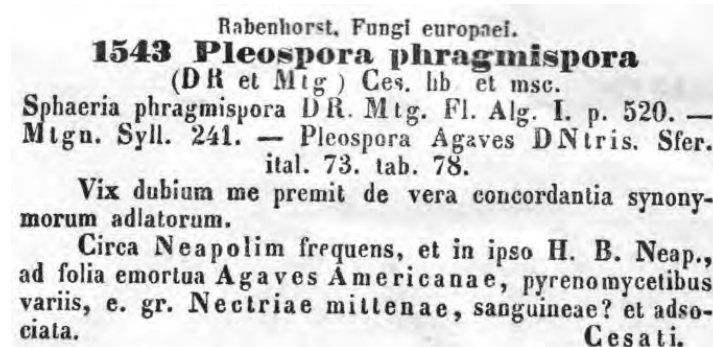 Rabenhorst, Fungi europaei.
1543 Pleospora phragmispora
(DR et Mtg) Ces. hb et msc.
Sphaeria phragmispora DR. Mtg. Fl. Alg. I. p. 520. —
Mtgn. Syll. 241. — Pleospora Agaves DNtris. Sfer.
ital. 73. tab. 78.
Vix dubium me premit de vera concordantia synony-
morum adlatorum.
Circa Neapolim frequens, et in ipso H. B. Neap.,
ad folia emortua Agaves Americanae, pyrenomycetibus
variis, e. gr. Nectriae mittenae, sanguineae? et adso-
ciata.
Cesati.